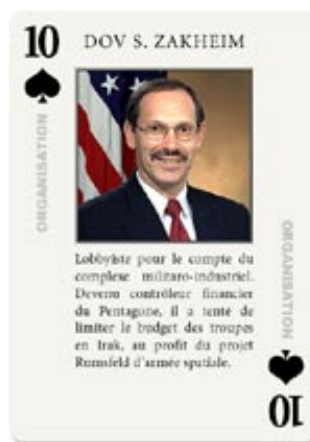 10
DOV S. ZAKHEIM
ORGANISATION
Lobbyiste pour le compte du
complexe militaro-industriel.
Devenu contrôleur financier
du Pentagone, il a tenté de
limiter le budget des troupes
en Irak, au profit du projet
Rumsfeld d'armée spatiale.
ORGANISATION
10